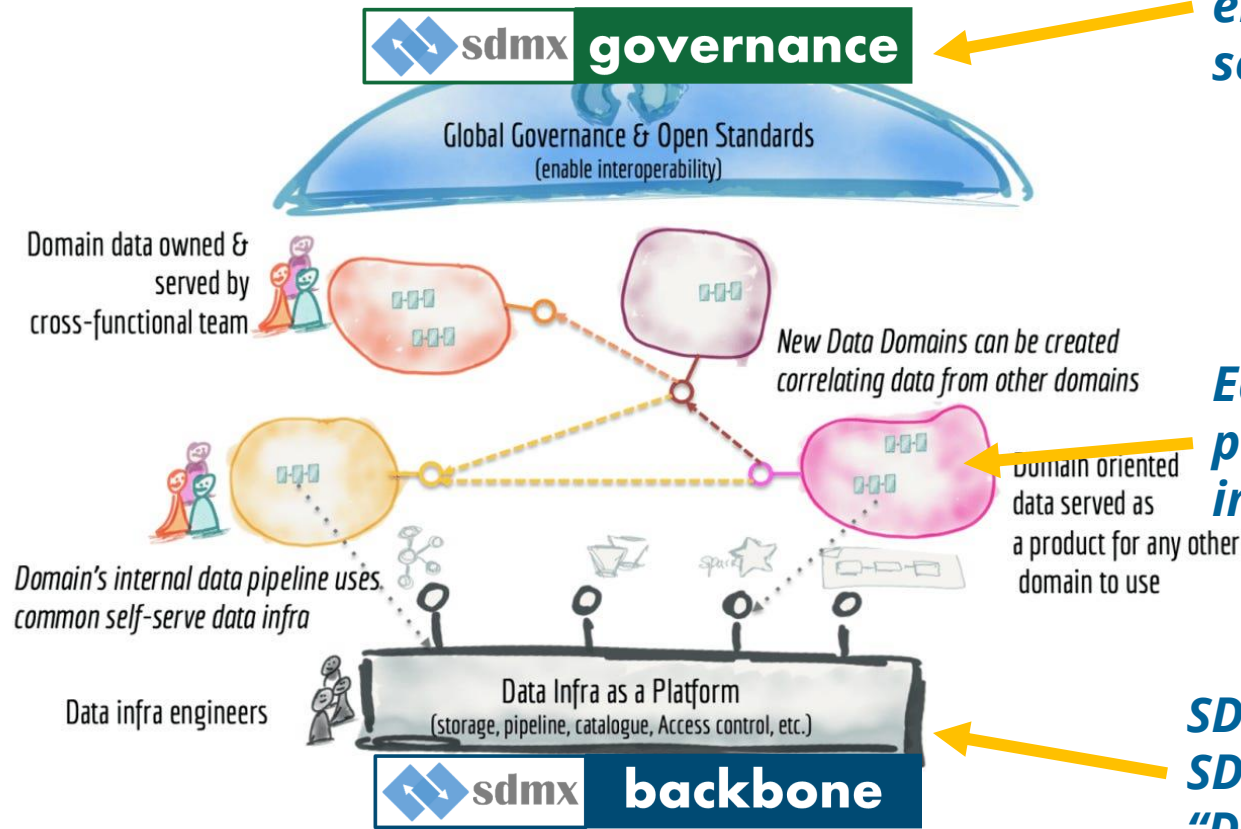 sdmx governance
Global Governance & Open Standards
(enable interoperability)
Domain data owned &
served by
cross-functional team
New Data Domains can be created
correlating data from other domains
Domain oriented
data served as
a product for any other
domain to use
Domain's internal data pipeline uses
common self-serve data infra
Data infra engineers
Data Infra as a Platform
(storage, pipeline, catalogue, Access control, etc.)
sdmx backbone
SD
SD
"D